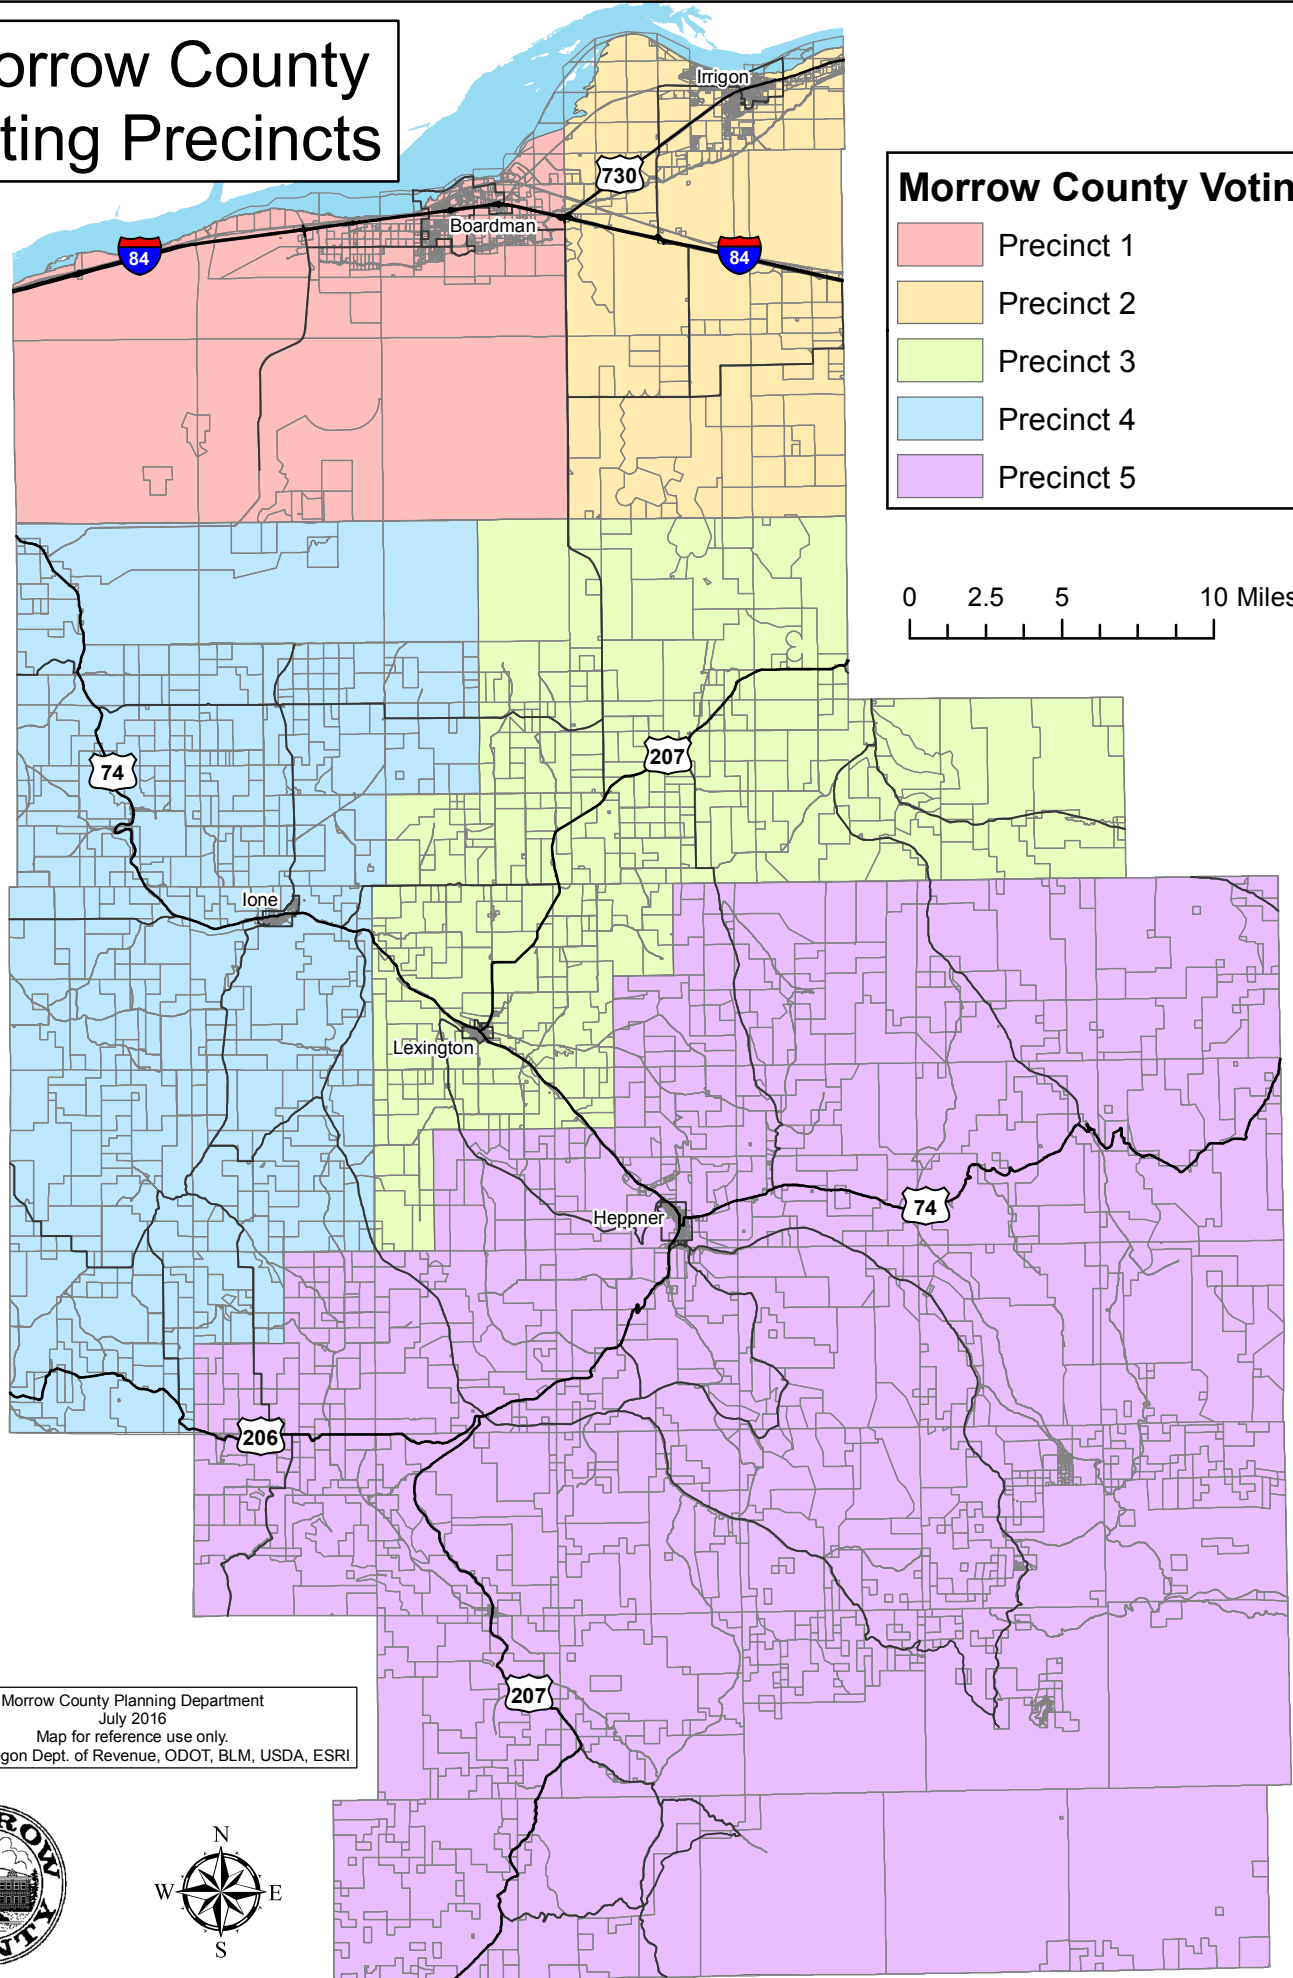 orrow County
ting Precincts
Irrigon
730
Boardman
84
84
Morrow County Votin
Precinct 1
Precinct 2
Precinct 3
Precinct 4
Precinct 5
0 2.5 5 10 Miles
207
74
Ione
Lexington
Heppner
74
206
207
Morrow County Planning Department
July 2016
Map for reference use only.
gon Dept. of Revenue, ODOT, BLM, USDA, ESRI
ROW
NTY
N
W E
S